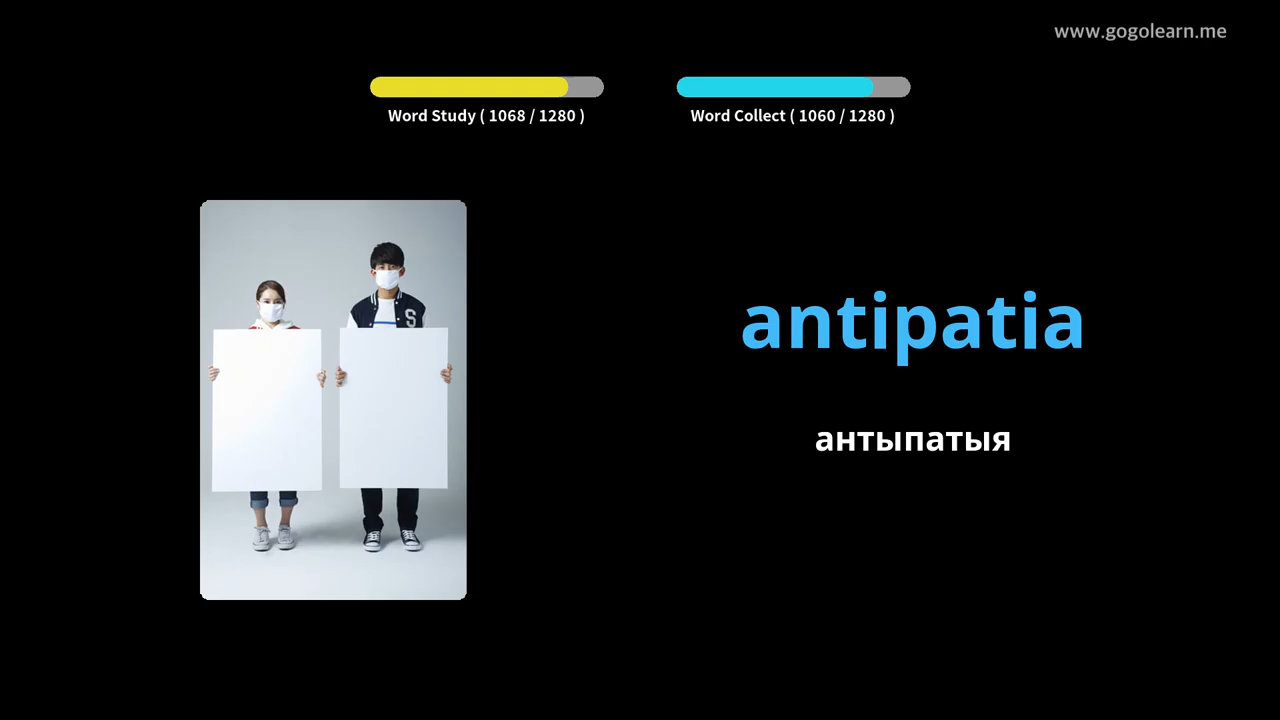 www.gogolearn.me
Word Study ( 1068 / 1280 )
Word Collect ( 1060 / 1280 )
S
antipatia
антыпатыя